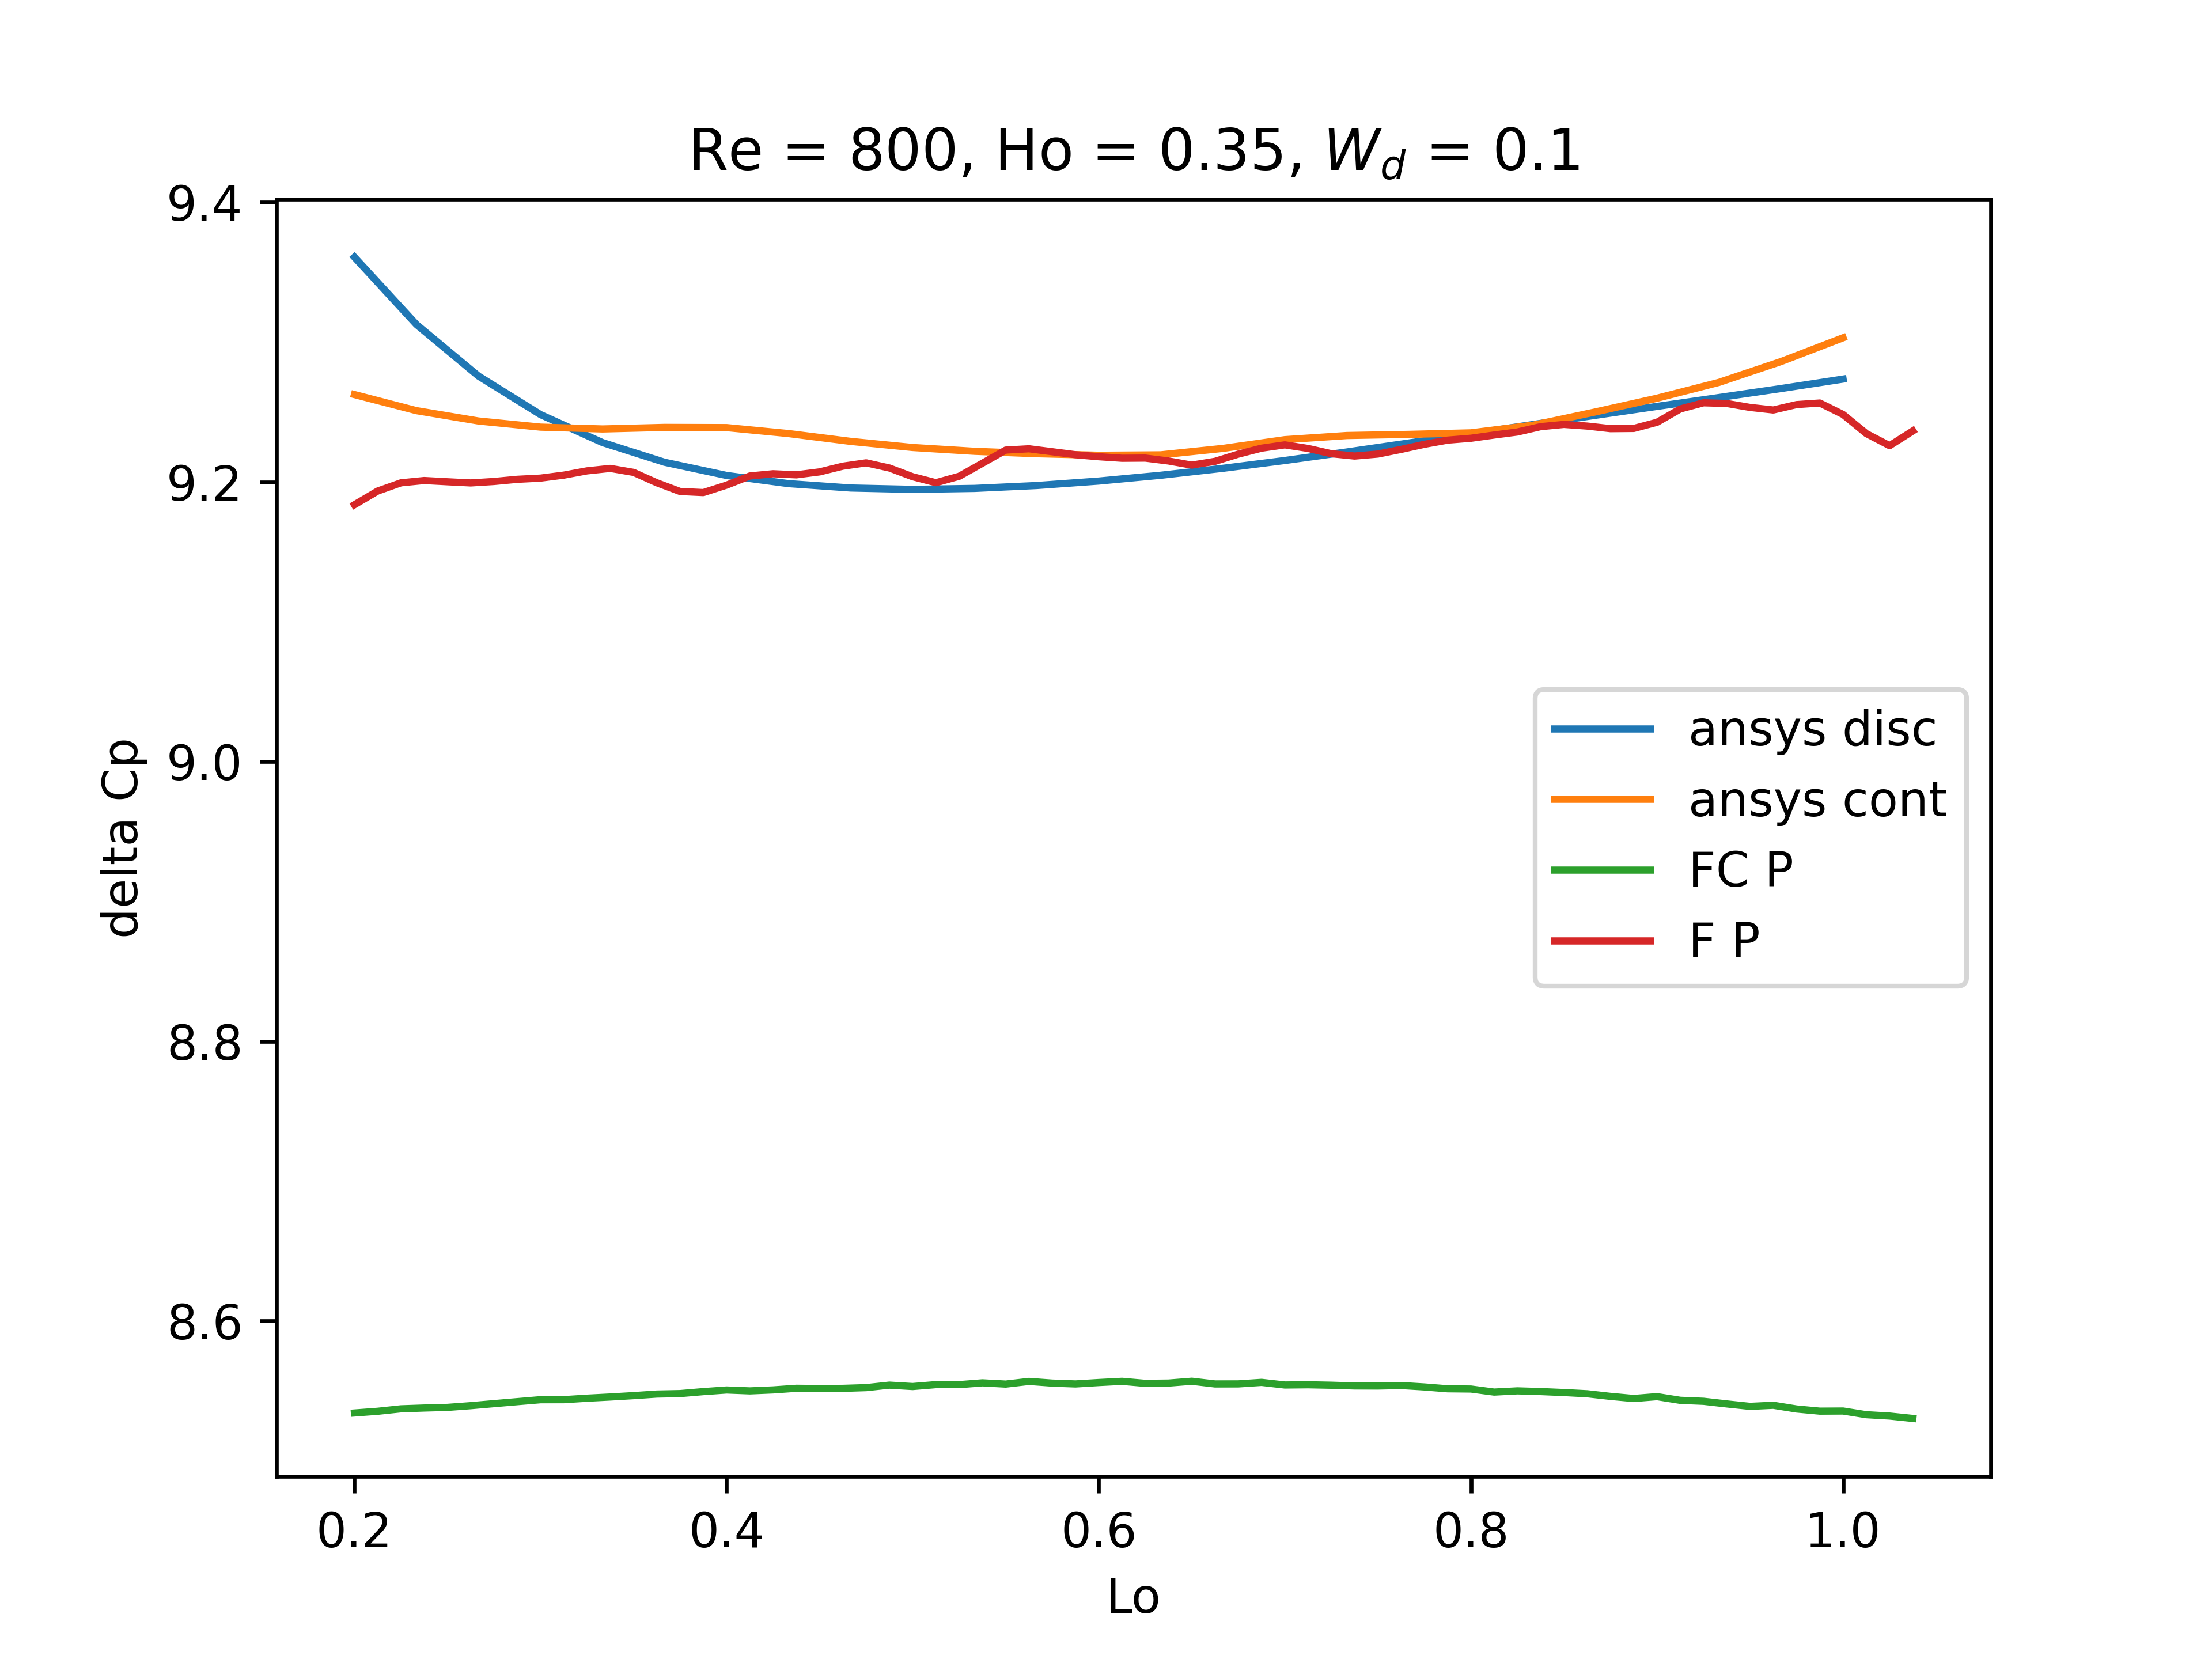 Re = 800, Ho = 0.35, W_d = 0.1
9.4
9.2
9.0
8.8
8.6
delta Cp
ansys disc
ansys cont
FC P
F P
0.2 0.4 0.6 0.8 1.0
Lo